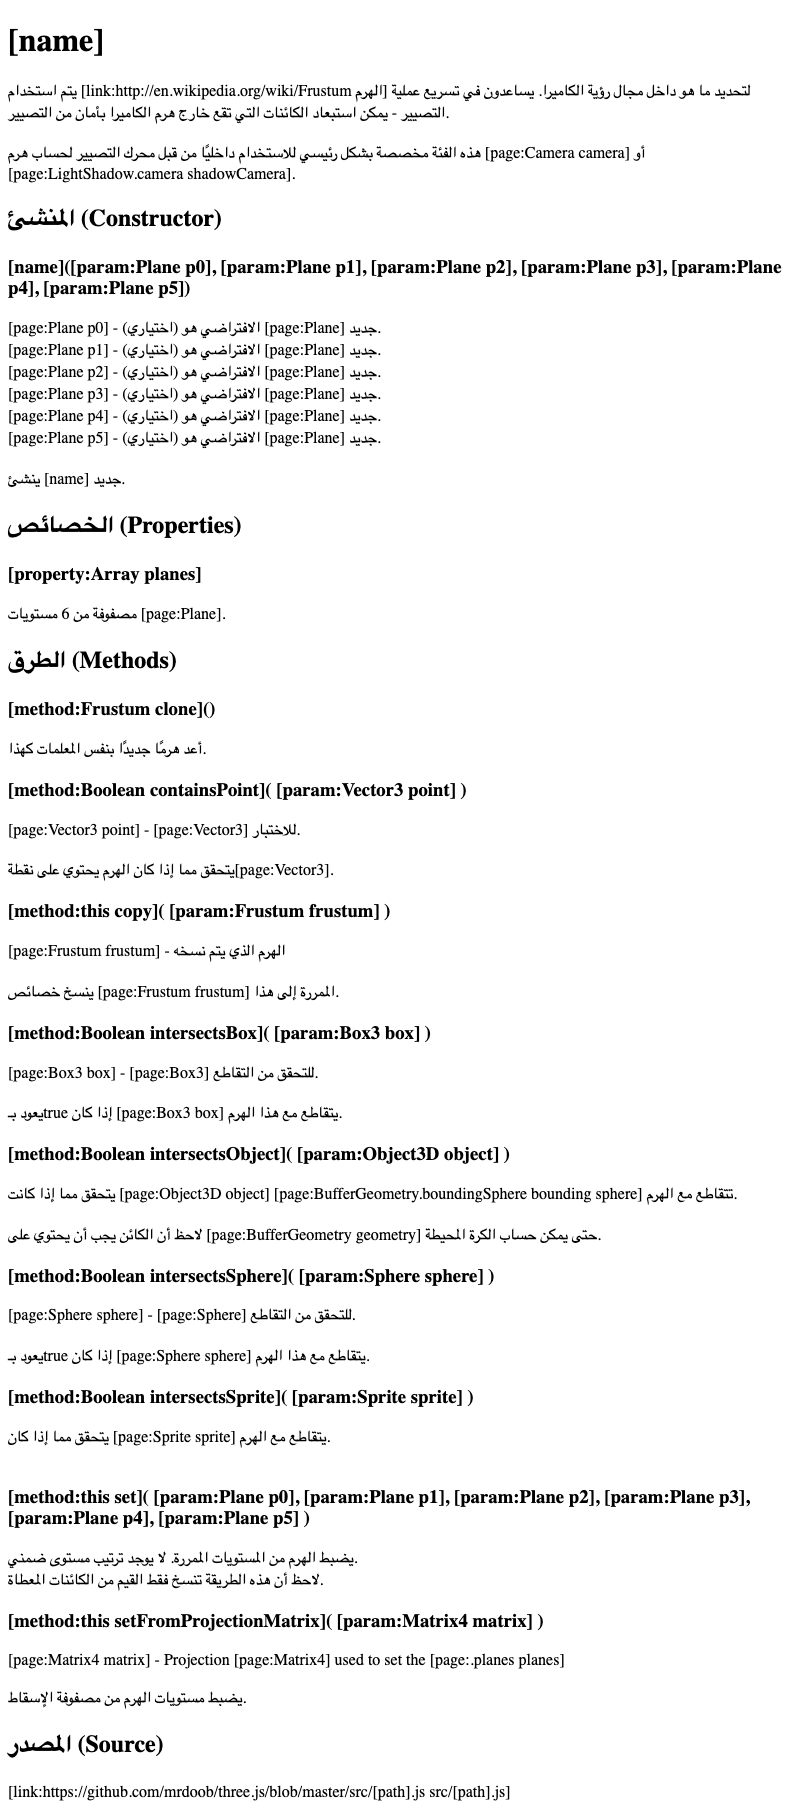 [name]
يتم استخدام [link:http://en.wikipedia.org/wiki/Frustum الهرم] لتحديد ما هو داخل مجال رؤية الكاميرا. يساعدون في تسريع عملية
التصيير - يمكن استبعاد الكائنات التي تقع خارج هرم الكاميرا بأمان من التصيير.
هذه الفئة مخصصة بشكل رئيسي للاستخدام داخليًا من قبل محرك التصيير لحساب هرم [page:Camera camera] أو
[page:LightShadow.camera shadowCamera].
المنشئ (Constructor)
[name]([param:Plane p0], [param:Plane p1], [param:Plane p2], [param:Plane p3], [param:Plane
p4], [param:Plane p5])
[page:Plane p0] - (اختياري) الافتراضي هو [page:Plane] جديد.
[page:Plane p1] - (اختياري) الافتراضي هو [page:Plane] جديد.
[page:Plane p2] - (اختياري) الافتراضي هو [page:Plane] جديد.
[page:Plane p3] - (اختياري) الافتراضي هو [page:Plane] جديد.
[page:Plane p4] - (اختياري) الافتراضي هو [page:Plane] جديد.
[page:Plane p5] - (اختياري) الافتراضي هو [page:Plane] جديد.
ينشئ [name] جديد.
الخصائص (Properties)
[property:Array planes]
مصفوفة من 6 مستويات [page:Plane].
الطرق (Methods)
[method:Frustum clone]()
أعد هرمًا جديدًا بنفس المعلمات كهذا.
[method:Boolean containsPoint]( [param:Vector3 point] )
[page:Vector3 point] - [page:Vector3] للاختبار.
يتحقق مما إذا كان الهرم يحتوي على نقطة[page:Vector3].
[method:this copy]( [param:Frustum frustum] )
[page:Frustum frustum] - الهرم الذي يتم نسخه
ينسخ خصائص [page:Frustum frustum] الممررة إلى هذا.
[method:Boolean intersectsBox]( [param:Box3 box] )
[page:Box3 box] - [page:Box3] للتحقق من التقاطع.
يعود بـtrue إذا كان [page:Box3 box] يتقاطع مع هذا الهرم.
[method:Boolean intersectsObject]( [param:Object3D object] )
يتحقق مما إذا كانت [page:Object3D object] [page:BufferGeometry.boundingSphere bounding sphere] تتقاطع مع الهرم.
لاحظ أن الكائن يجب أن يحتوي على [page:BufferGeometry geometry] حتى يمكن حساب الكرة المحيطة.
[method:Boolean intersectsSphere]( [param:Sphere sphere] )
[page:Sphere sphere] - [page:Sphere] للتحقق من التقاطع.
يعود بـtrue إذا كان [page:Sphere sphere] يتقاطع مع هذا الهرم.
[method:Boolean intersectsSprite]( [param:Sprite sprite] )
يتحقق مما إذا كان [page:Sprite sprite] يتقاطع مع الهرم.
[method:this set]( [param:Plane p0], [param:Plane p1], [param:Plane p2], [param:Plane p3],
[param:Plane p4], [param:Plane p5] )
يضبط الهرم من المستويات الممررة. لا يوجد ترتيب مستوى ضمني.
لاحظ أن هذه الطريقة تنسخ فقط القيم من الكائنات المعطاة.
[method:this setFromProjectionMatrix]( [param:Matrix4 matrix] )
[page:Matrix4 matrix] - Projection [page:Matrix4] used to set the [page:.planes planes]
يضبط مستويات الهرم من مصفوفة الإسقاط.
المصدر (Source)
[link:https://github.com/mrdoob/three.js/blob/master/src/[path].js src/[path].js]